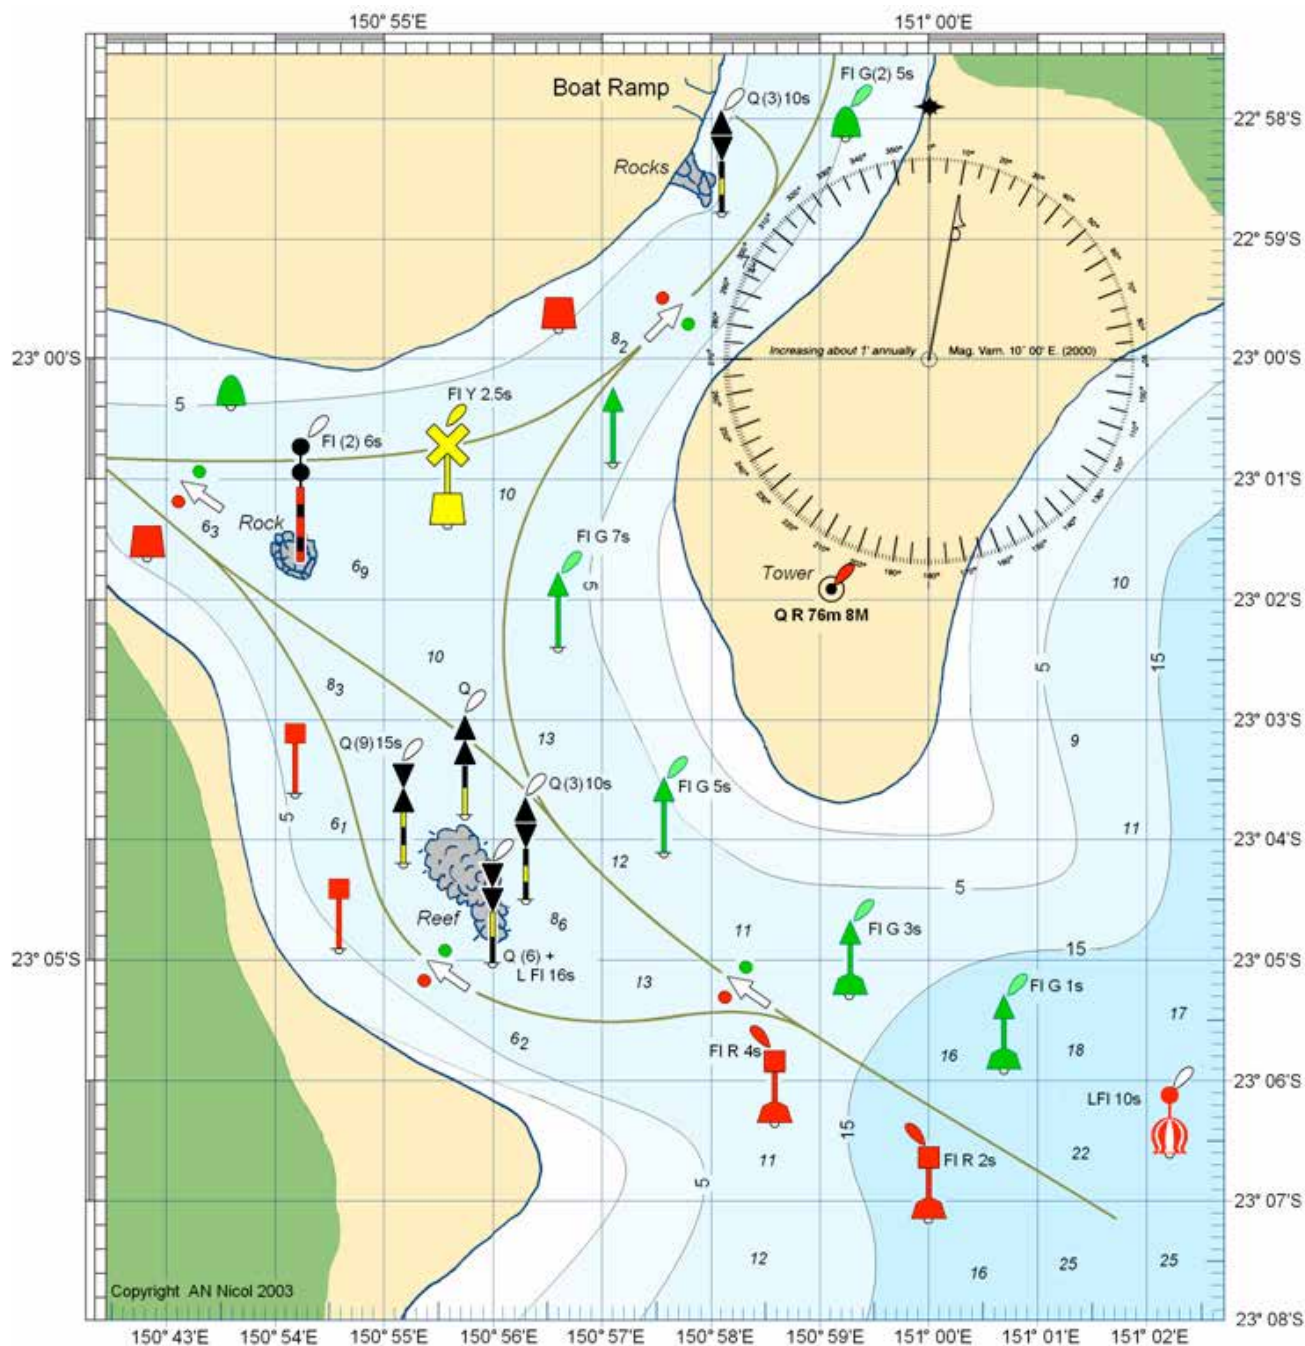 150° 55'E
151° 00'E
Fl G(2) 5s
Boat Ramp
Q (3) 10s
22° 58'S
Rocks
22° 59'S
8₂
23° 00'S
Increasing about 1' annually
Mag. Varn. 10° 00' E. (2000)
23° 00'S
5
Fl Y 2.5s
Fl (2) 6s
10
23° 01'S
6₃
Rock
Fl G 7s
6₉
5
Tower
10
Q R 76m 8M
23° 02'S
10
8₃
5
15
Q
23° 03'S
Q (9) 15s
13
9
Q (3) 10s
Fl G 5s
5
6₁
11
23° 04'S
12
5
Reef
8₆
Fl G 3s
11
15
23° 05'S
Q (6) +
L Fl 16s
23° 05'S
13
Fl G 1s
17
6₂
Fl R 4s
16
18
23° 06'S
LFl 10s
15
11
Fl R 2s
22
5
23° 07'S
12
16
25
25
Copyright AN Nicol 2003
23° 08'S
150° 43'E
150° 54'E
150° 55'E
150° 56'E
150° 57'E
150° 58'E
150° 59'E
151° 00'E
151° 01'E
151° 02'E